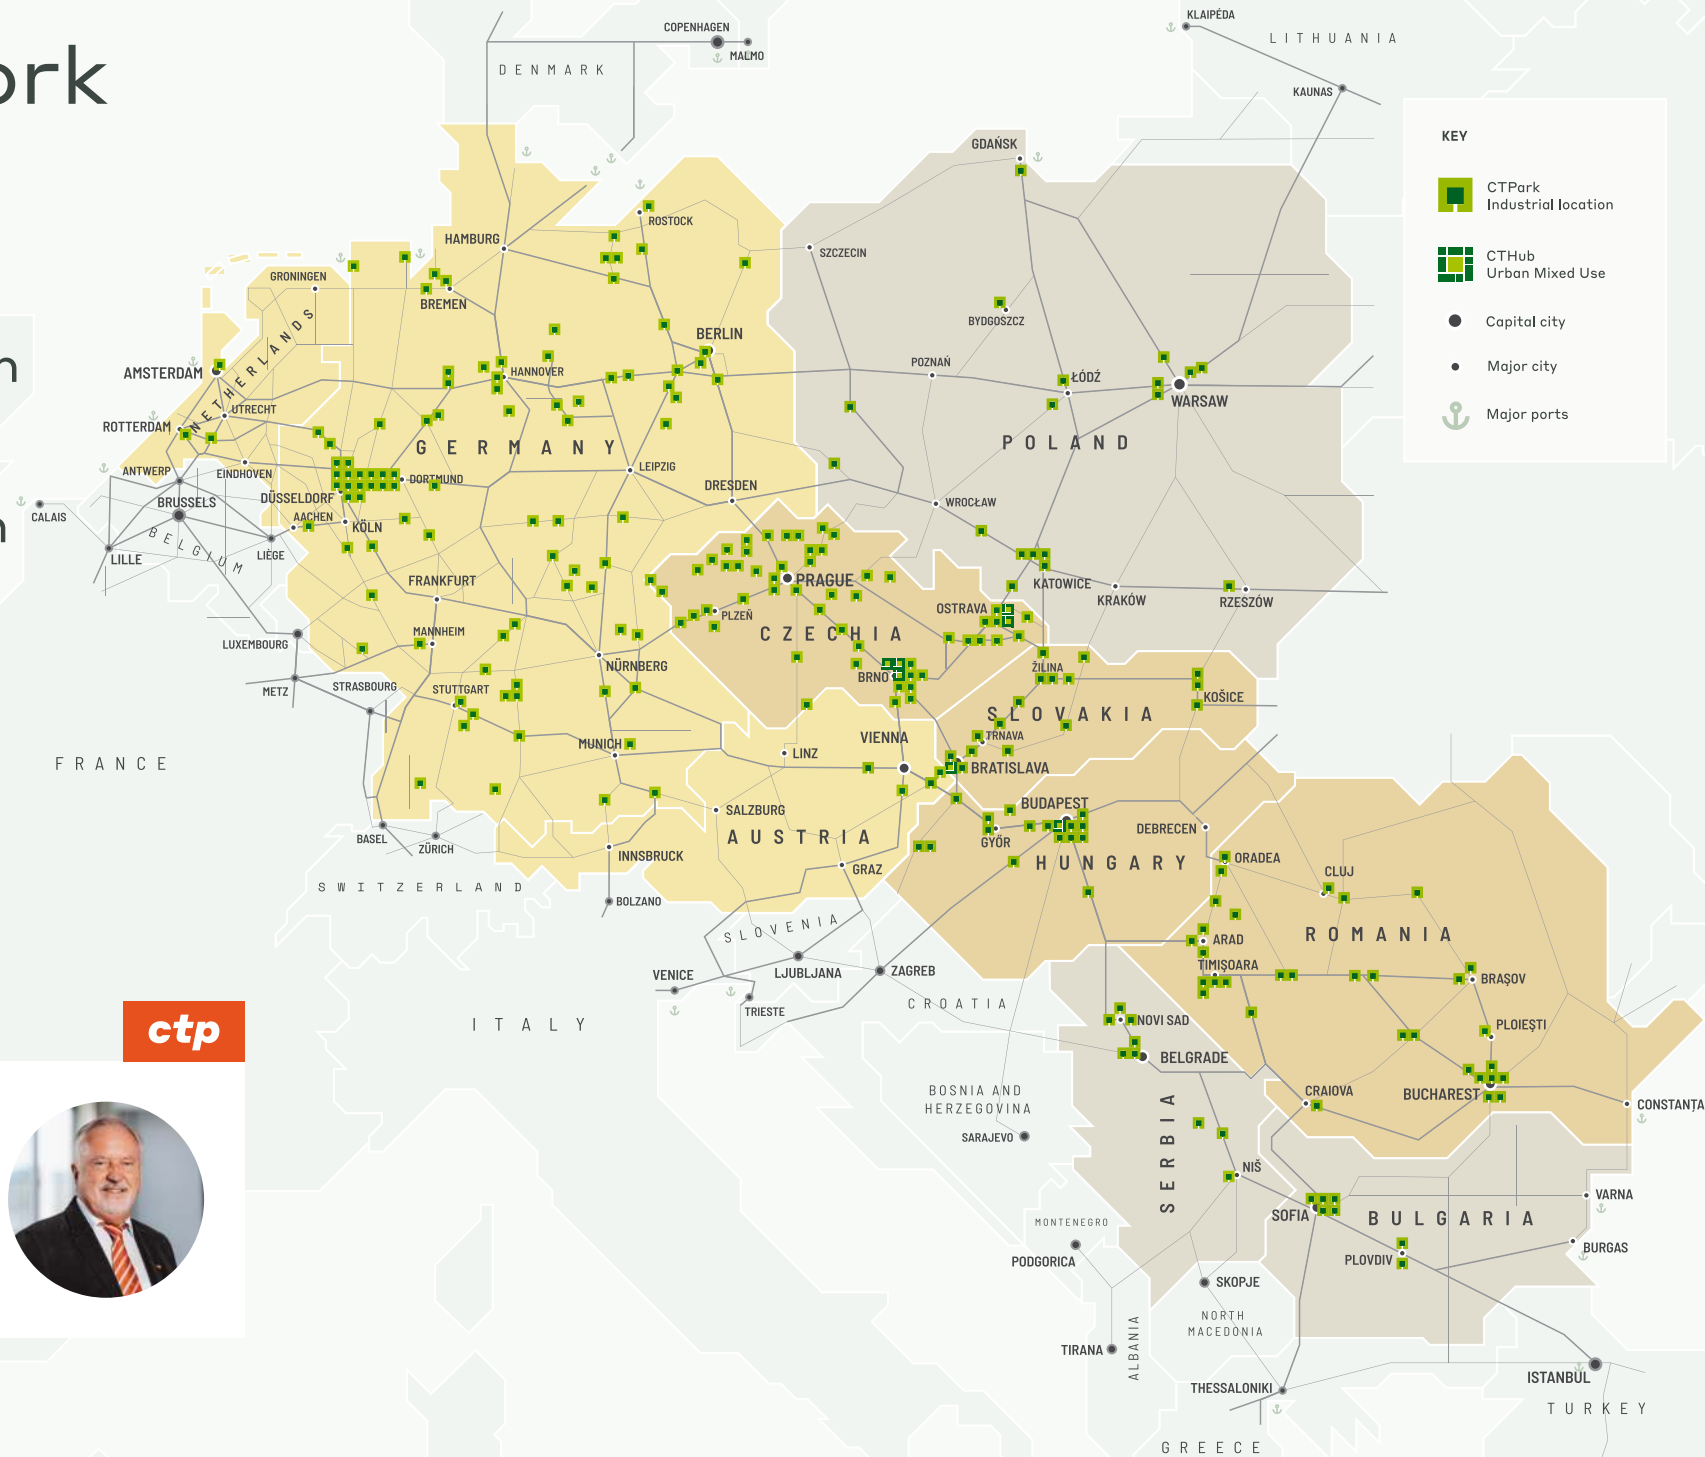 ork
n
n
KEY
CTPark
Industrial location
CTHub
Urban Mixed Use
Capital city
Major city
Major ports
COPENHAGEN
MALMO
DENMARK
KLAIPÉDA
LITHUANIA
KAUNAS
GDAŃSK
ROSTOCK
HAMBURG
SZCZECIN
GRONINGEN
BREMEN
BYDGOSZCZ
BERLIN
NETHERLANDS
AMSTERDAM
HANNOVER
POZNAŃ
ŁÓDŹ
WARSAW
UTRECHT
ROTTERDAM
GERMANY
POLAND
ANTWERP
EINDHOVEN
DORTMUND
LEIPZIG
DRESDEN
BRUSSELS
DÜSSELDORF
WROCŁAW
CALAIS
AACHEN
KÖLN
BELGIUM
LILLE
LIÈGE
FRANKFURT
PRAGUE
KATOWICE
KRAKÓW
RZESZÓW
OSTRAVA
PLZEŇ
CZECHIA
MANNHEIM
LUXEMBOURG
NÜRNBERG
BRNO
ŽILINA
METZ
STRASBOURG
STUTTGART
KOŠICE
SLOVAKIA
MUNICH
VIENNA
TRNAVA
LINZ
BRATISLAVA
FRANCE
SALZBURG
BUDAPEST
AUSTRIA
DEBRECEN
BASEL
ZÜRICH
GYŐR
INNSBRUCK
HUNGARY
ORADEA
GRAZ
CLUJ
SWITZERLAND
BOLZANO
SLOVENIA
ROMANIA
ARAD
VENICE
LJUBLJANA
ZAGREB
TIMIŞOARA
BRAŞOV
CROATIA
TRIESTE
ITALY
NOVI SAD
PLOIEŞTI
ctp
BELGRADE
BOSNIA AND
HERZEGOVINA
CRAIOVA
BUCHAREST
CONSTANȚA
SARAJEVO
SERBIA
NIŠ
VARNA
SOFIA
BULGARIA
MONTENEGRO
PODGORICA
PLOVDIV
BURGAS
SKOPJE
NORTH
MACEDONIA
TIRANA
ALBANIA
ISTANBUL
THESSALONIKI
TURKEY
GREECE